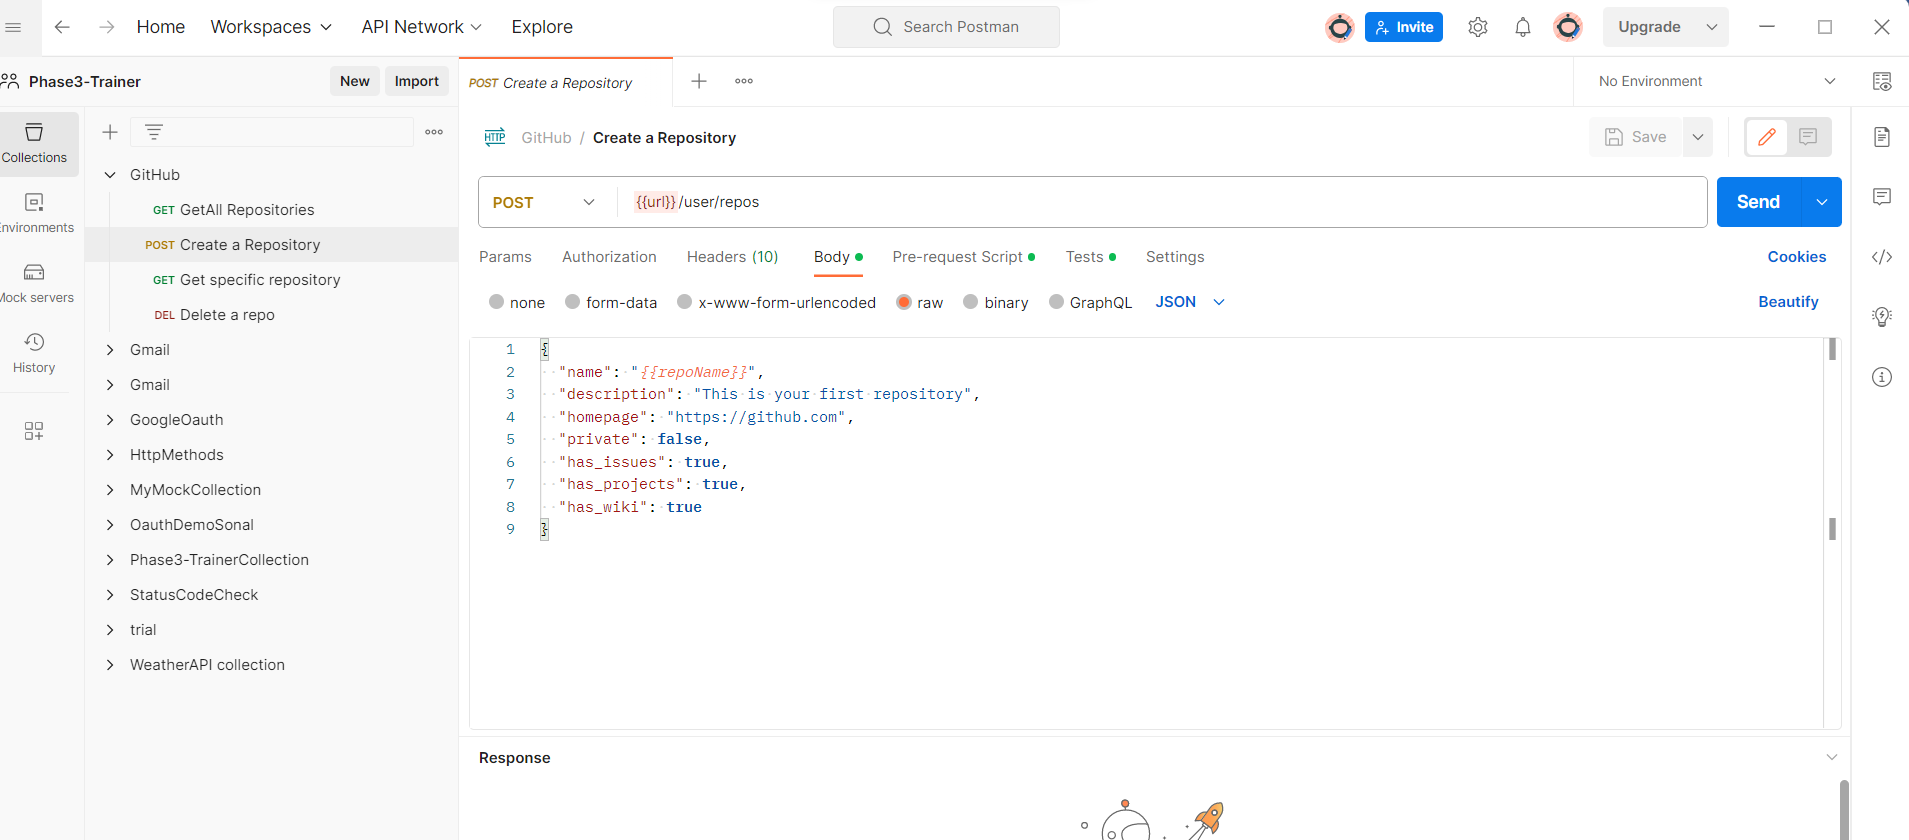 Home Workspaces API Network Explore Search Postman Invite Upgrade
Phase3-Trainer New Import POST Create a Repository No Environment
Collections
Environments
Mock servers
History
GitHub
GET GetAll Repositories
POST Create a Repository
GET Get specific repository
DEL Delete a repo
Gmail
Gmail
GoogleOauth
HttpMethods
MyMockCollection
OauthDemoSonal
Phase3-TrainerCollection
StatusCodeCheck
trial
WeatherAPI collection
HTTP GitHub / Create a Repository Save
POST {{url}}/user/repos Send
Params Authorization Headers (10) Body Pre-request Script Tests Settings Cookies
none form-data x-www-form-urlencoded raw binary GraphQL JSON Beautify
1 {
2 "name": "{{repoName}}",
3 "description": "This is your first repository",
4 "homepage": "https://github.com",
5 "private": false,
6 "has_issues": true,
7 "has_projects": true,
8 "has_wiki": true
9 }
Response